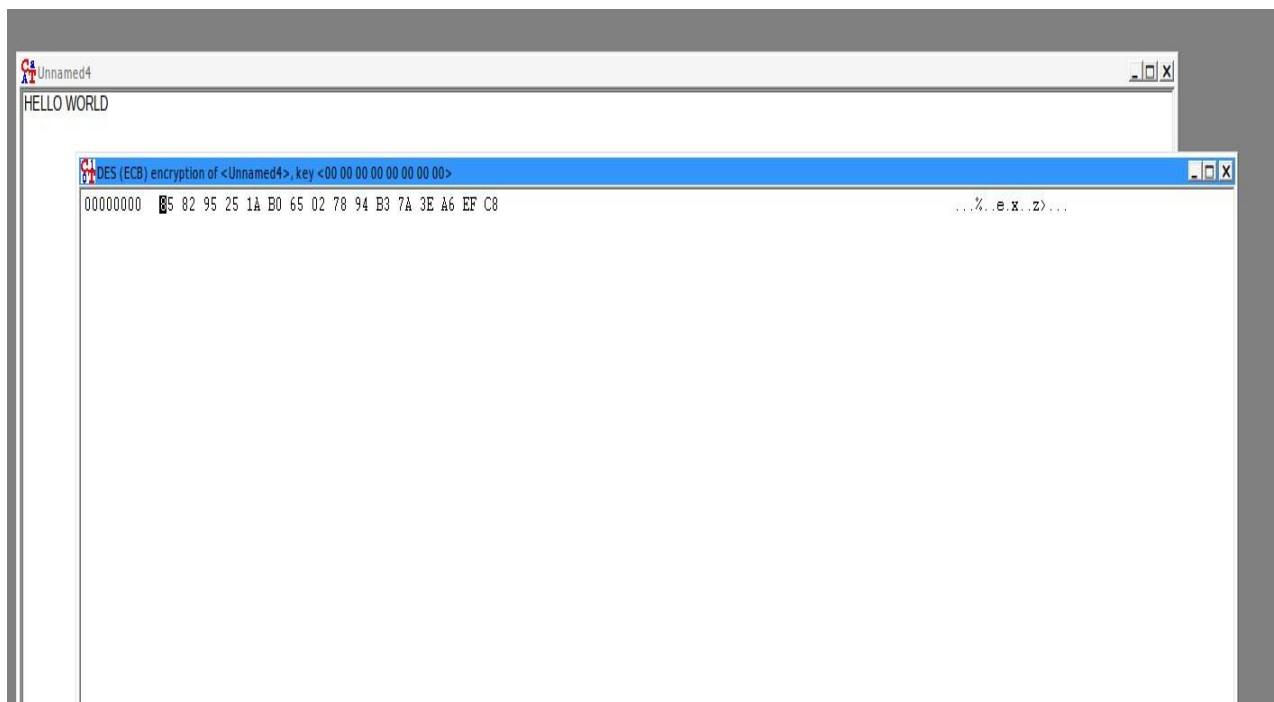 Unnamed4
HELLO WORLD
DES (ECB) encryption of <Unnamed4>, key <00 00 00 00 00 00 00 00>
00000000 85 82 95 25 1A B0 65 02 78 94 B3 7A 3E A6 EF C8 ...%..e.x..z>...